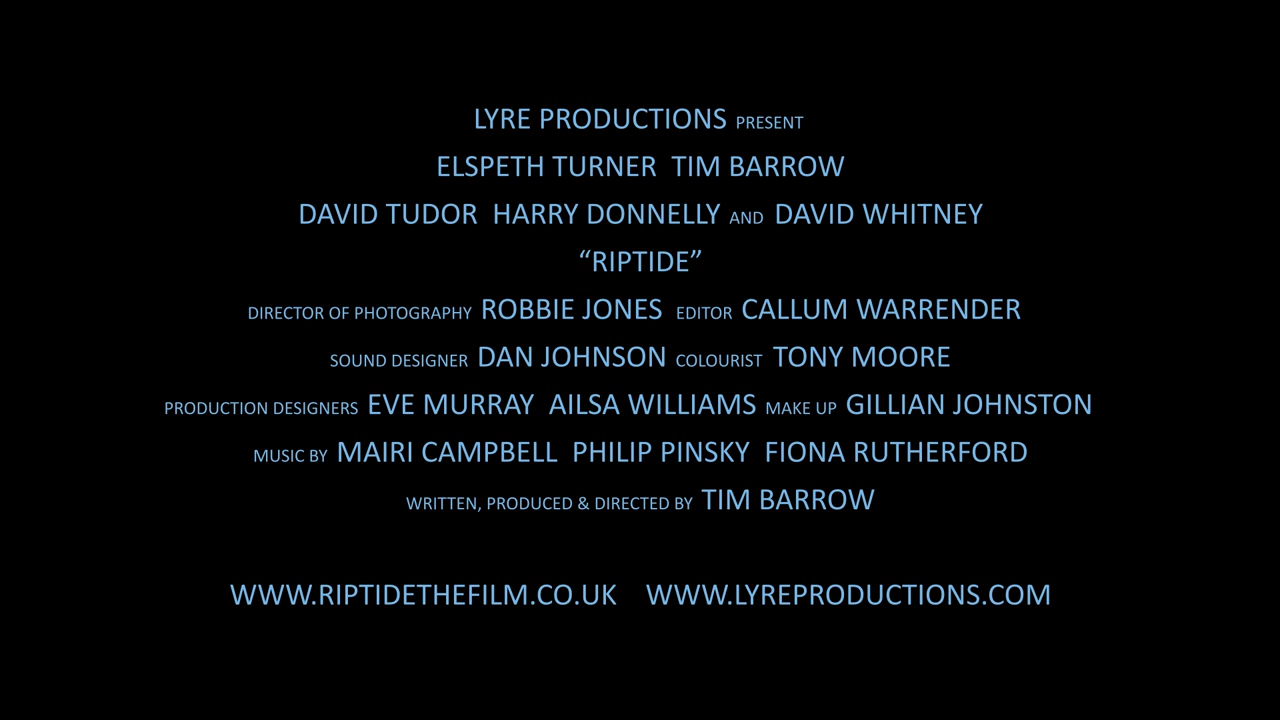 LYRE PRODUCTIONS PRESENT
ELSPETH TURNER TIM BARROW
DAVID TUDOR HARRY DONNELLY AND DAVID WHITNEY
“RIPTIDE”
DIRECTOR OF PHOTOGRAPHY ROBBIE JONES EDITOR CALLUM WARRENDER
SOUND DESIGNER DAN JOHNSON COLOURIST TONY MOORE
PRODUCTION DESIGNERS EVE MURRAY AILSA WILLIAMS MAKE UP GILLIAN JOHNSTON
MUSIC BY MAIRI CAMPBELL PHILIP PINSKY FIONA RUTHERFORD
WRITTEN, PRODUCED & DIRECTED BY TIM BARROW
WWW.RIPTIDETHEFILM.CO.UK WWW.LYREPRODUCTIONS.COM